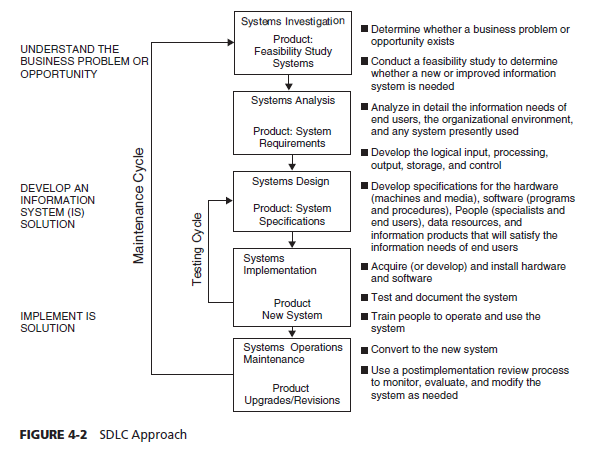 UNDERSTAND THE
BUSINESS PROBLEM OR
OPPORTUNITY
DEVELOP AN
INFORMATION
SYSTEM (IS)
SOLUTION
IMPLEMENT IS
SOLUTION
Maintenance Cycle
Testing Cycle
Systems Investigation
Product:
Feasibility Study
Systems
Systems Analysis
Product: System
Requirements
Systems Design
Product: System
Specifications
Systems
Implementation
Product
New System
Systems Operations
Maintenance
Product
Upgrades/Revisions
■ Determine whether a business problem or
opportunity exists
■ Conduct a feasibility study to determine
whether a new or improved information
system is needed
■ Analyze in detail the information needs of
end users, the organizational environment,
and any system presently used
■ Develop the logical input, processing,
output, storage, and control
■ Develop specifications for the hardware
(machines and media), software (programs
and procedures), People (specialists and
end users), data resources, and
information products that will satisfy the
information needs of end users
■ Acquire (or develop) and install hardware
and software
■ Test and document the system
■ Train people to operate and use the
system
■ Convert to the new system
■ Use a postimplementation review process
to monitor, evaluate, and modify the
system as needed
FIGURE 4-2 SDLC Approach